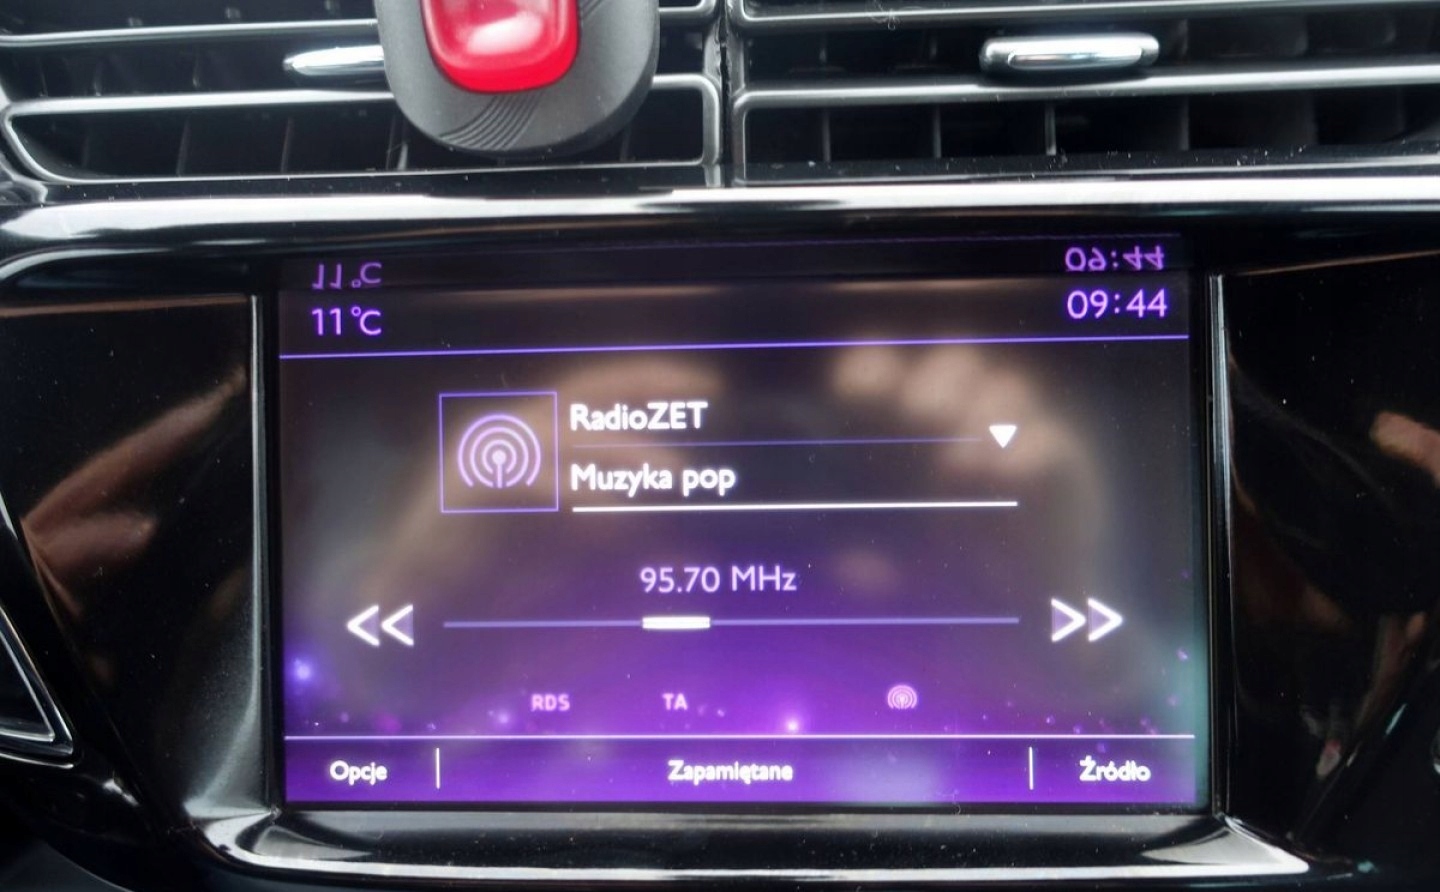 11°C
09:44
RadioZET
Muzyka pop
95.70 MHz
RDS TA
Opcje Zapamiętane Źródło